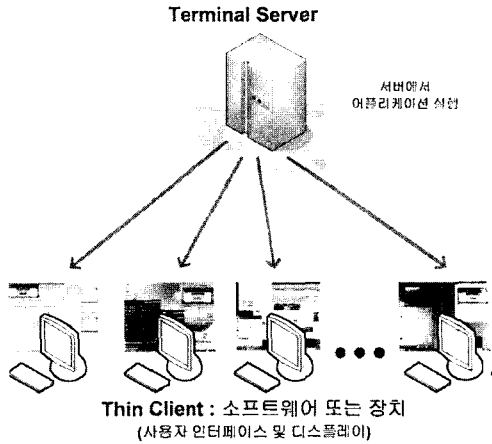 Terminal Server
서버에서
어플리케이션 실행
Thin Client : 소프트웨어 또는 장치
(사용자 인터페이스 및 디스플레이)